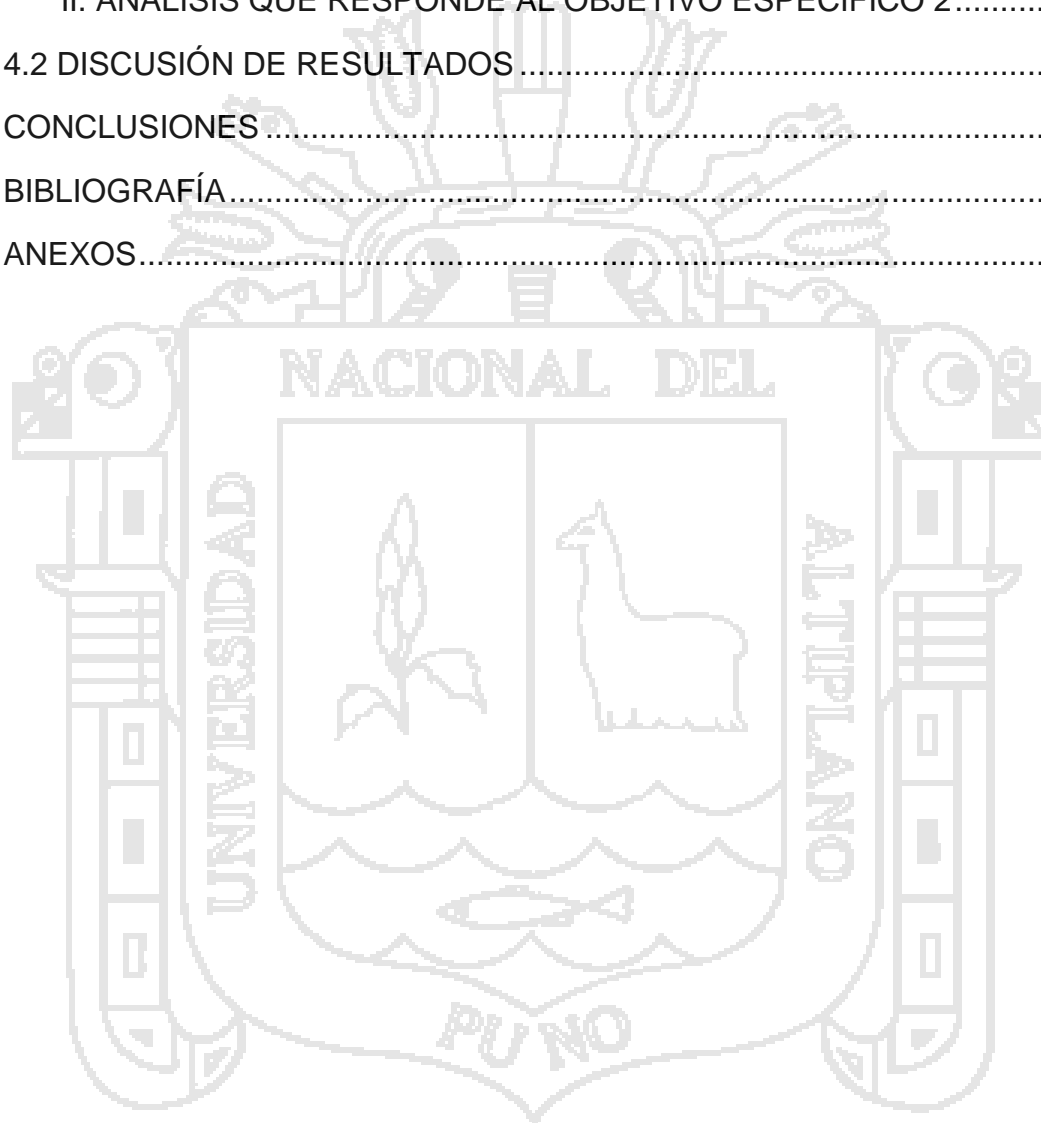 II. ANÁLISIS QUE RESPONDE AL OBJETIVO ESPECÍFICO 2..........
4.2 DISCUSIÓN DE RESULTADOS..........................................................
CONCLUSIONES.......................................................................................
BIBLIOGRAFÍA...........................................................................................
ANEXOS.....................................................................................................
NACIONAL DEL
UNIVERSIDAD
ALTIPLANO
PUNO